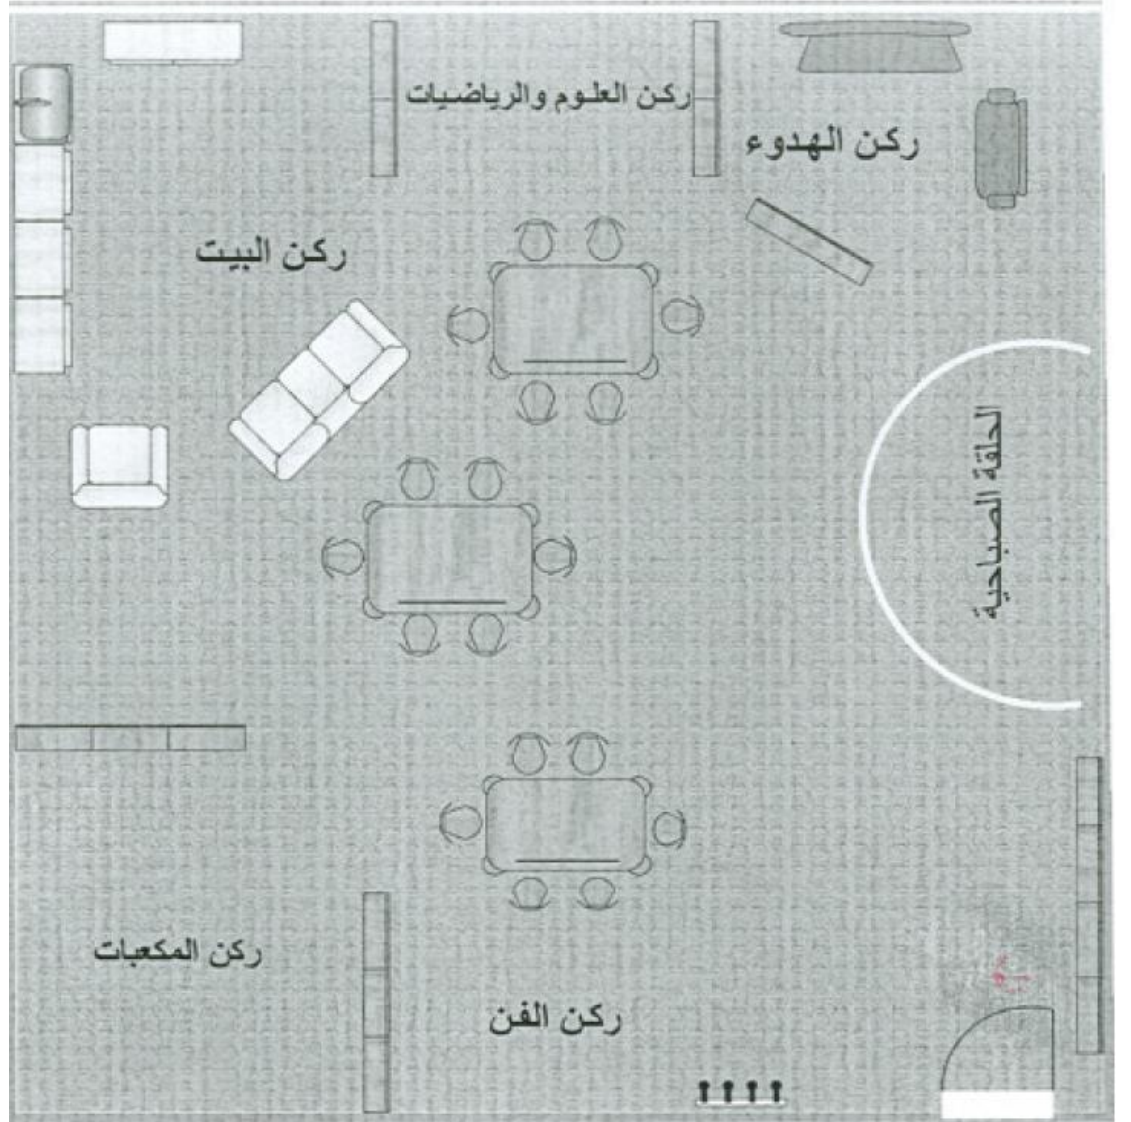 ركن العلوم والرياضيات
ركن الهدوء
ركن البيت
الحلقة الصباحية
ركن المكعبات
ركن الفن